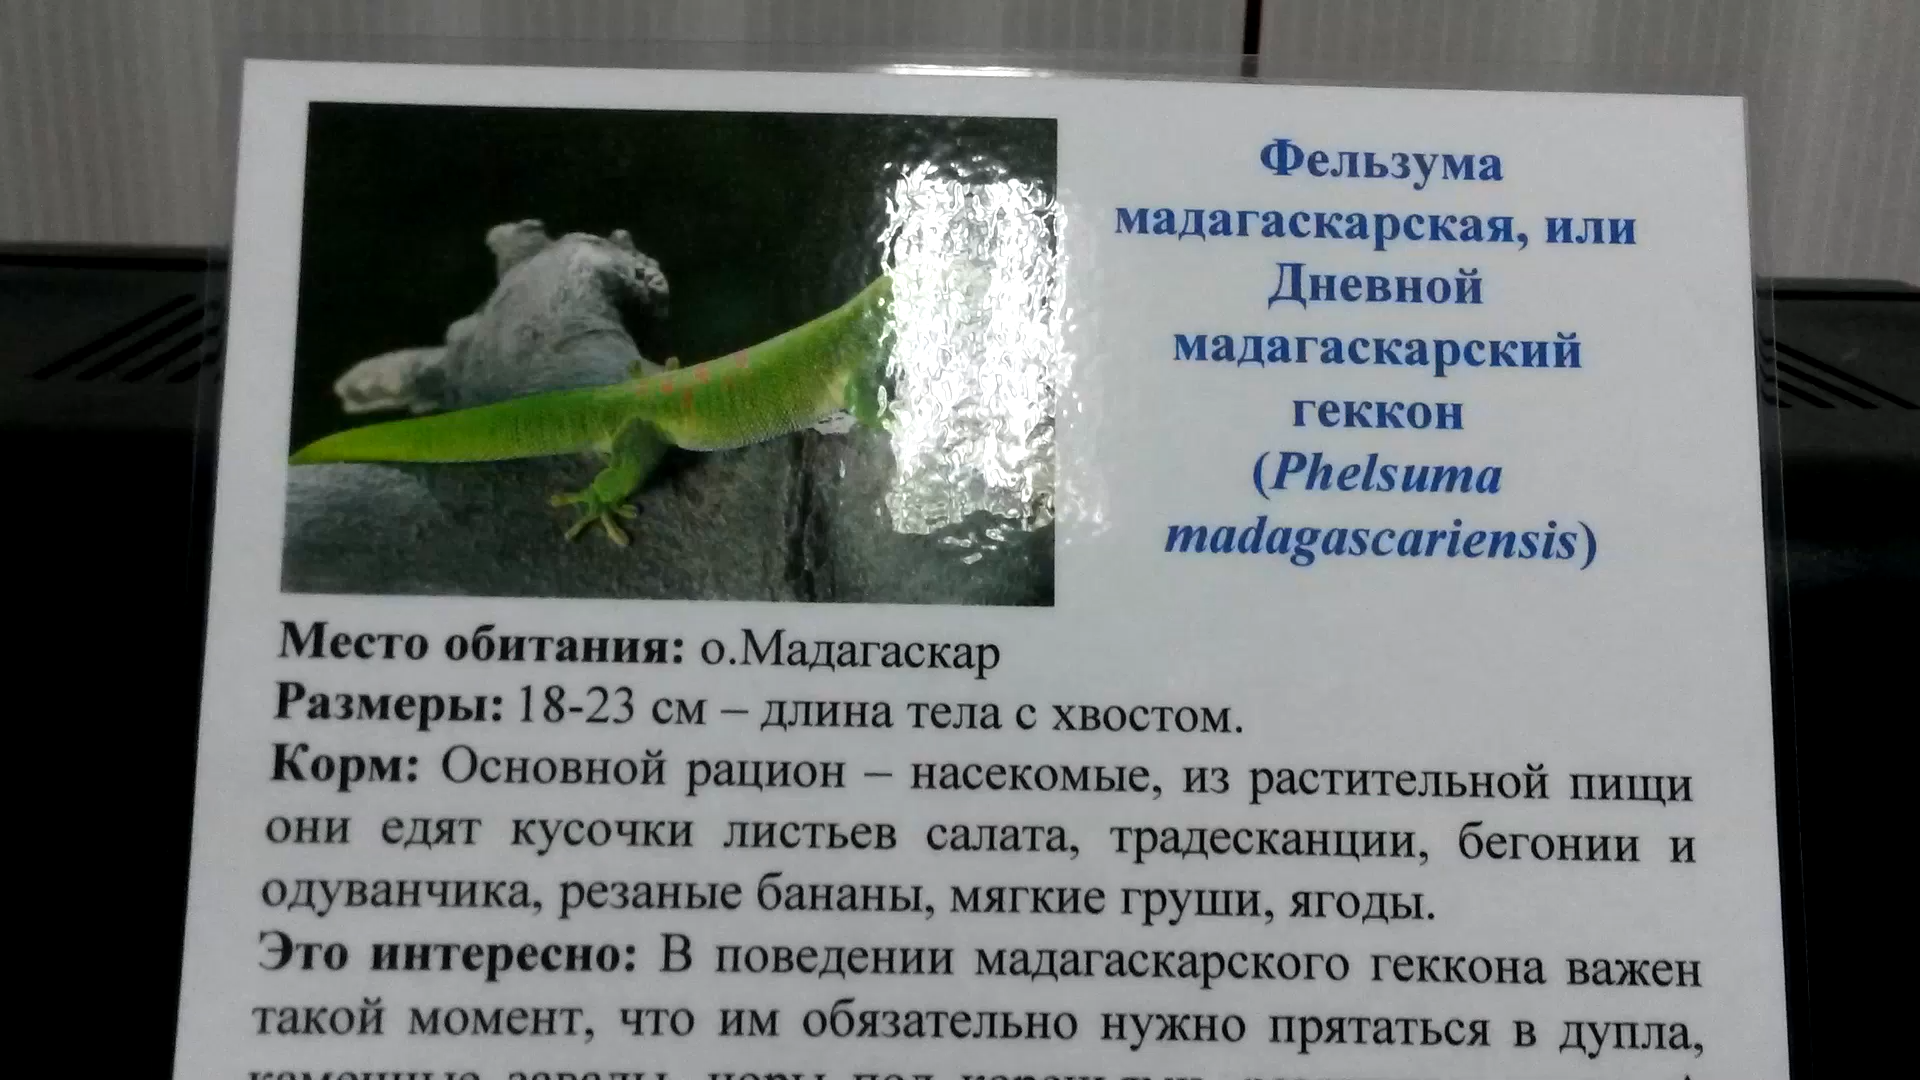 Фельзума
мадагаскарская, или
Дневной
мадагаскарский
геккон
(Phelsuma
madagascariensis)
Место обитания: о.Мадагаскар
Размеры: 18-23 см – длина тела с хвостом.
Корм: Основной рацион – насекомые, из растительной пищи
они едят кусочки листьев салата, традесканции, бегонии и
одуванчика, резаные бананы, мягкие груши, ягоды.
Это интересно: В поведении мадагаскарского геккона важен
такой момент, что им обязательно нужно прятаться в дупла,